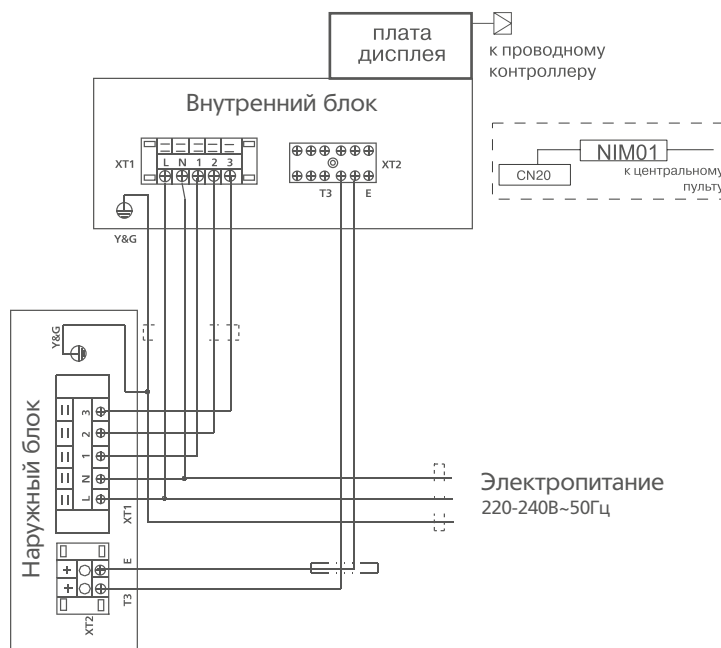 плата
дисплея
к проводному
контроллеру
Внутренний блок
XT1
L N 1 2 3
XT2
T3 E
Y&G
NIM01
CN20
к центральному
пульту
Y&G
Наружный блок
3
2
1
N
L
XT1
E
T3
XT2
Электропитание
220-240В~50Гц